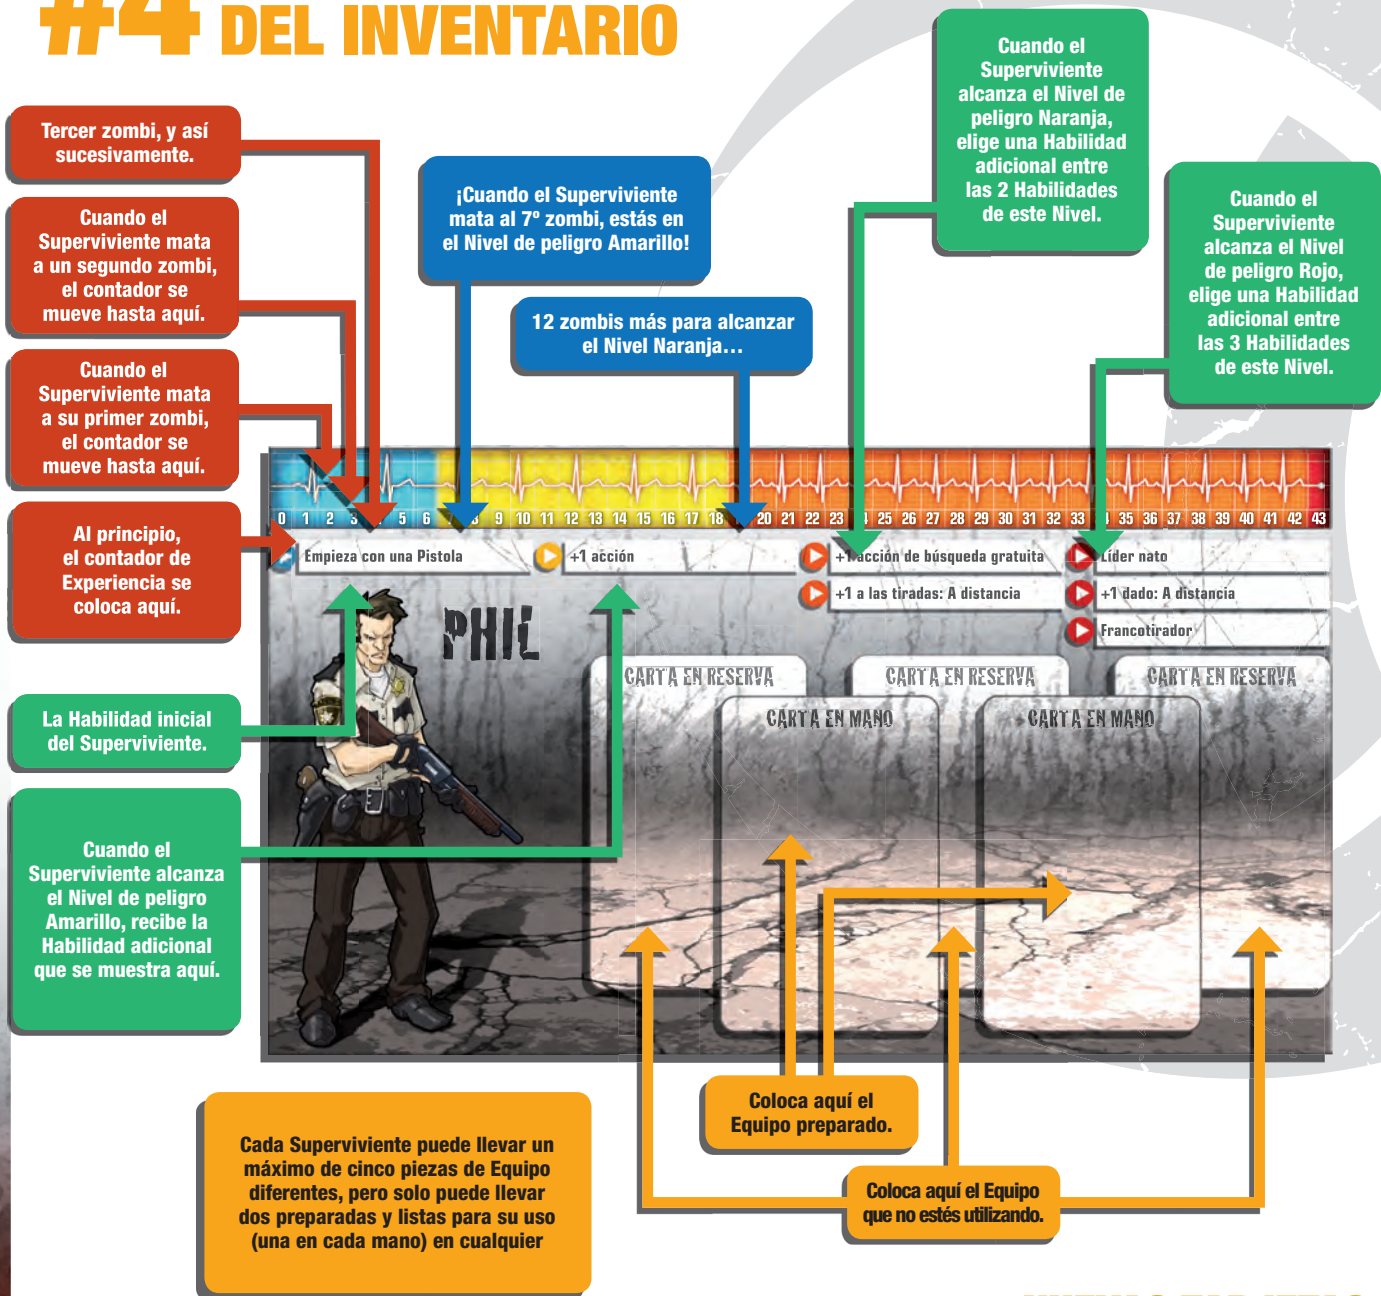 #4 DEL INVENTARIO
Tercer zombi, y así
sucesivamente.
Cuando el
Superviviente mata
a un segundo zombi,
el contador se
mueve hasta aquí.
Cuando el
Superviviente mata
a su primer zombi,
el contador se
mueve hasta aquí.
Al principio,
el contador de
Experiencia se
coloca aquí.
La Habilidad inicial
del Superviviente.
Cuando el
Superviviente alcanza
el Nivel de peligro
Amarillo, recibe la
Habilidad adicional
que se muestra aquí.
¡Cuando el Superviviente
mata al 7º zombi, estás en
el Nivel de peligro Amarillo!
12 zombis más para alcanzar
el Nivel Naranja…
Cuando el
Superviviente
alcanza el Nivel de
peligro Naranja,
elige una Habilidad
adicional entre
las 2 Habilidades
de este Nivel.
Cuando el
Superviviente
alcanza el Nivel
de peligro Rojo,
elige una Habilidad
adicional entre
las 3 Habilidades
de este Nivel.
0 1 2 3 5 6 8 9 10 11 12 13 14 15 16 17 18 20 21 22 23 25 26 27 28 29 30 31 32 33 35 36 37 38 39 40 41 42 43
Empieza con una Pistola
+1 acción
+1 acción de búsqueda gratuita
+1 a las tiradas: A distancia
Líder nato
+1 dado: A distancia
Francotirador
PHIL
CARTA EN RESERVA
CARTA EN RESERVA
CARTA EN RESERVA
CARTA EN MANO
CARTA EN MANO
Coloca aquí el
Equipo preparado.
Coloca aquí el Equipo
que no estés utilizando.
Cada Superviviente puede llevar un
máximo de cinco piezas de Equipo
diferentes, pero solo puede llevar
dos preparadas y listas para su uso
(una en cada mano) en cualquier